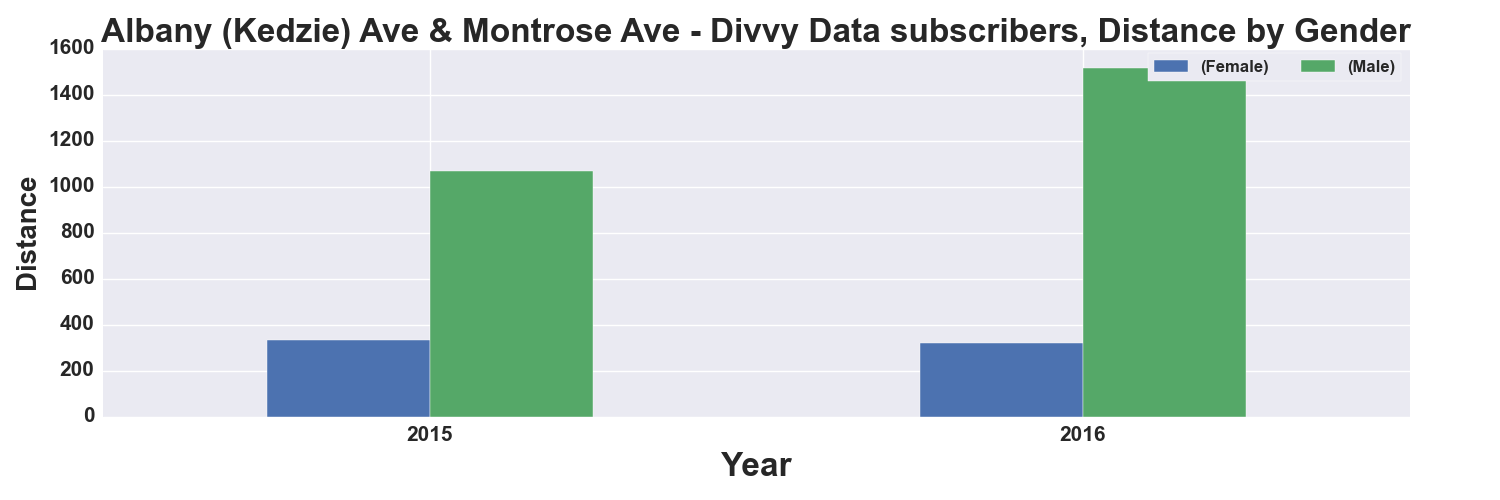 Albany (Kedzie) Ave & Montrose Ave - Divvy Data subscribers, Distance by Gender
(Female) (Male)
Distance
1600
1400
1200
1000
800
600
400
200
0
2015 2016
Year